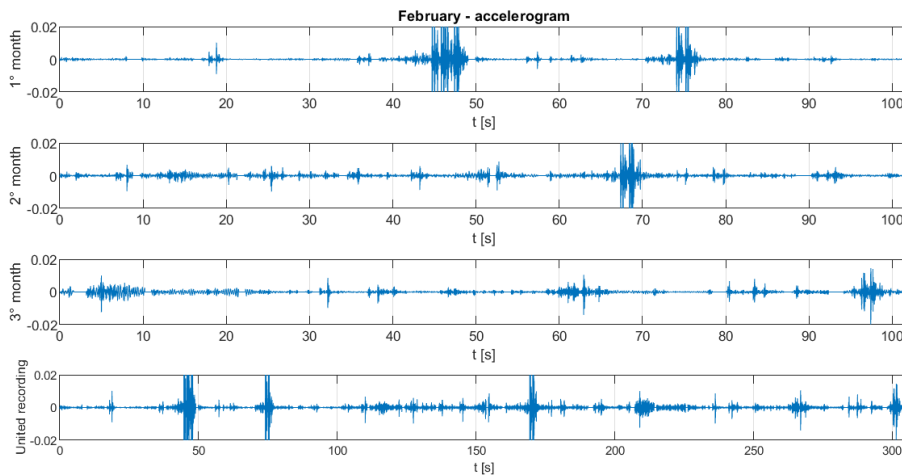 February - accelerogram
1° month
0.02
0
-0.02
0 10 20 30 40 50 60 70 80 90 100
t [s]
2° month
0.02
0
-0.02
0 10 20 30 40 50 60 70 80 90 100
t [s]
3° month
0.02
0
-0.02
0 10 20 30 40 50 60 70 80 90 100
t [s]
United recording
0.02
0
-0.02
0 50 100 150 200 250 300
t [s]